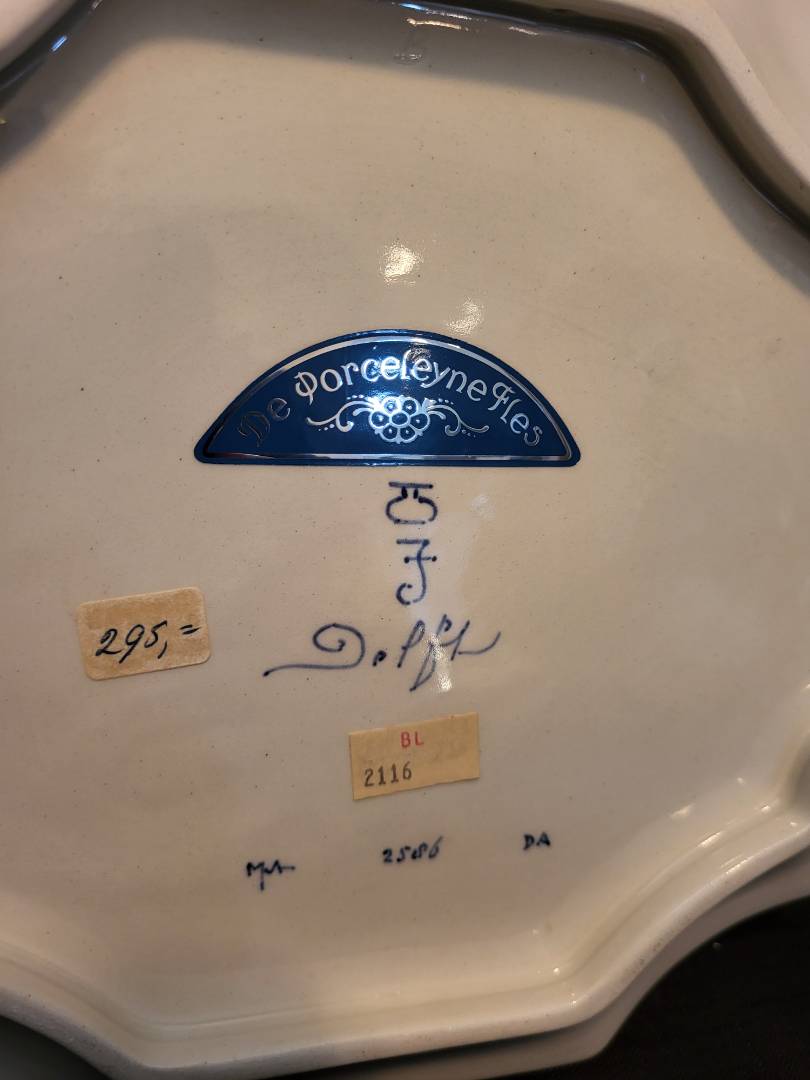 De Porceleyne Fles
Delft
295,=
BL
2116
2586 DA